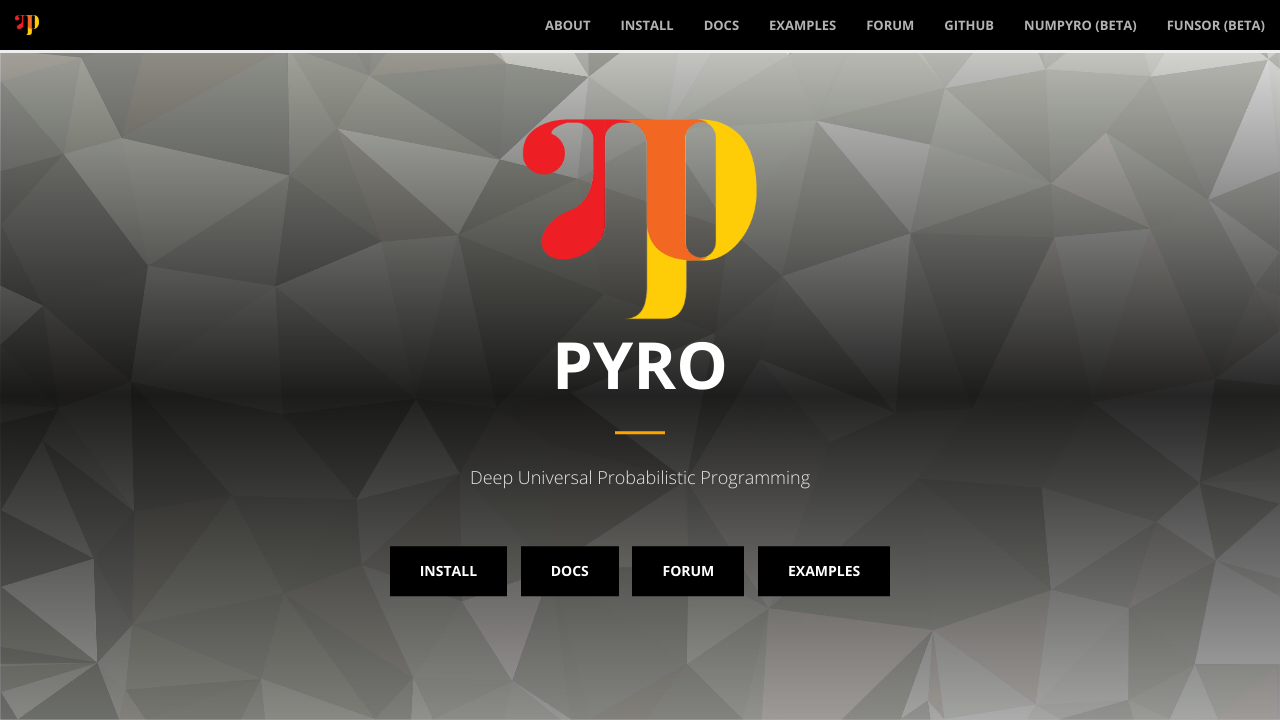 ABOUT INSTALL DOCS EXAMPLES FORUM GITHUB NUMPYRO (BETA) FUNSOR (BETA)
PYRO
Deep Universal Probabilistic Programming
INSTALL DOCS FORUM EXAMPLES